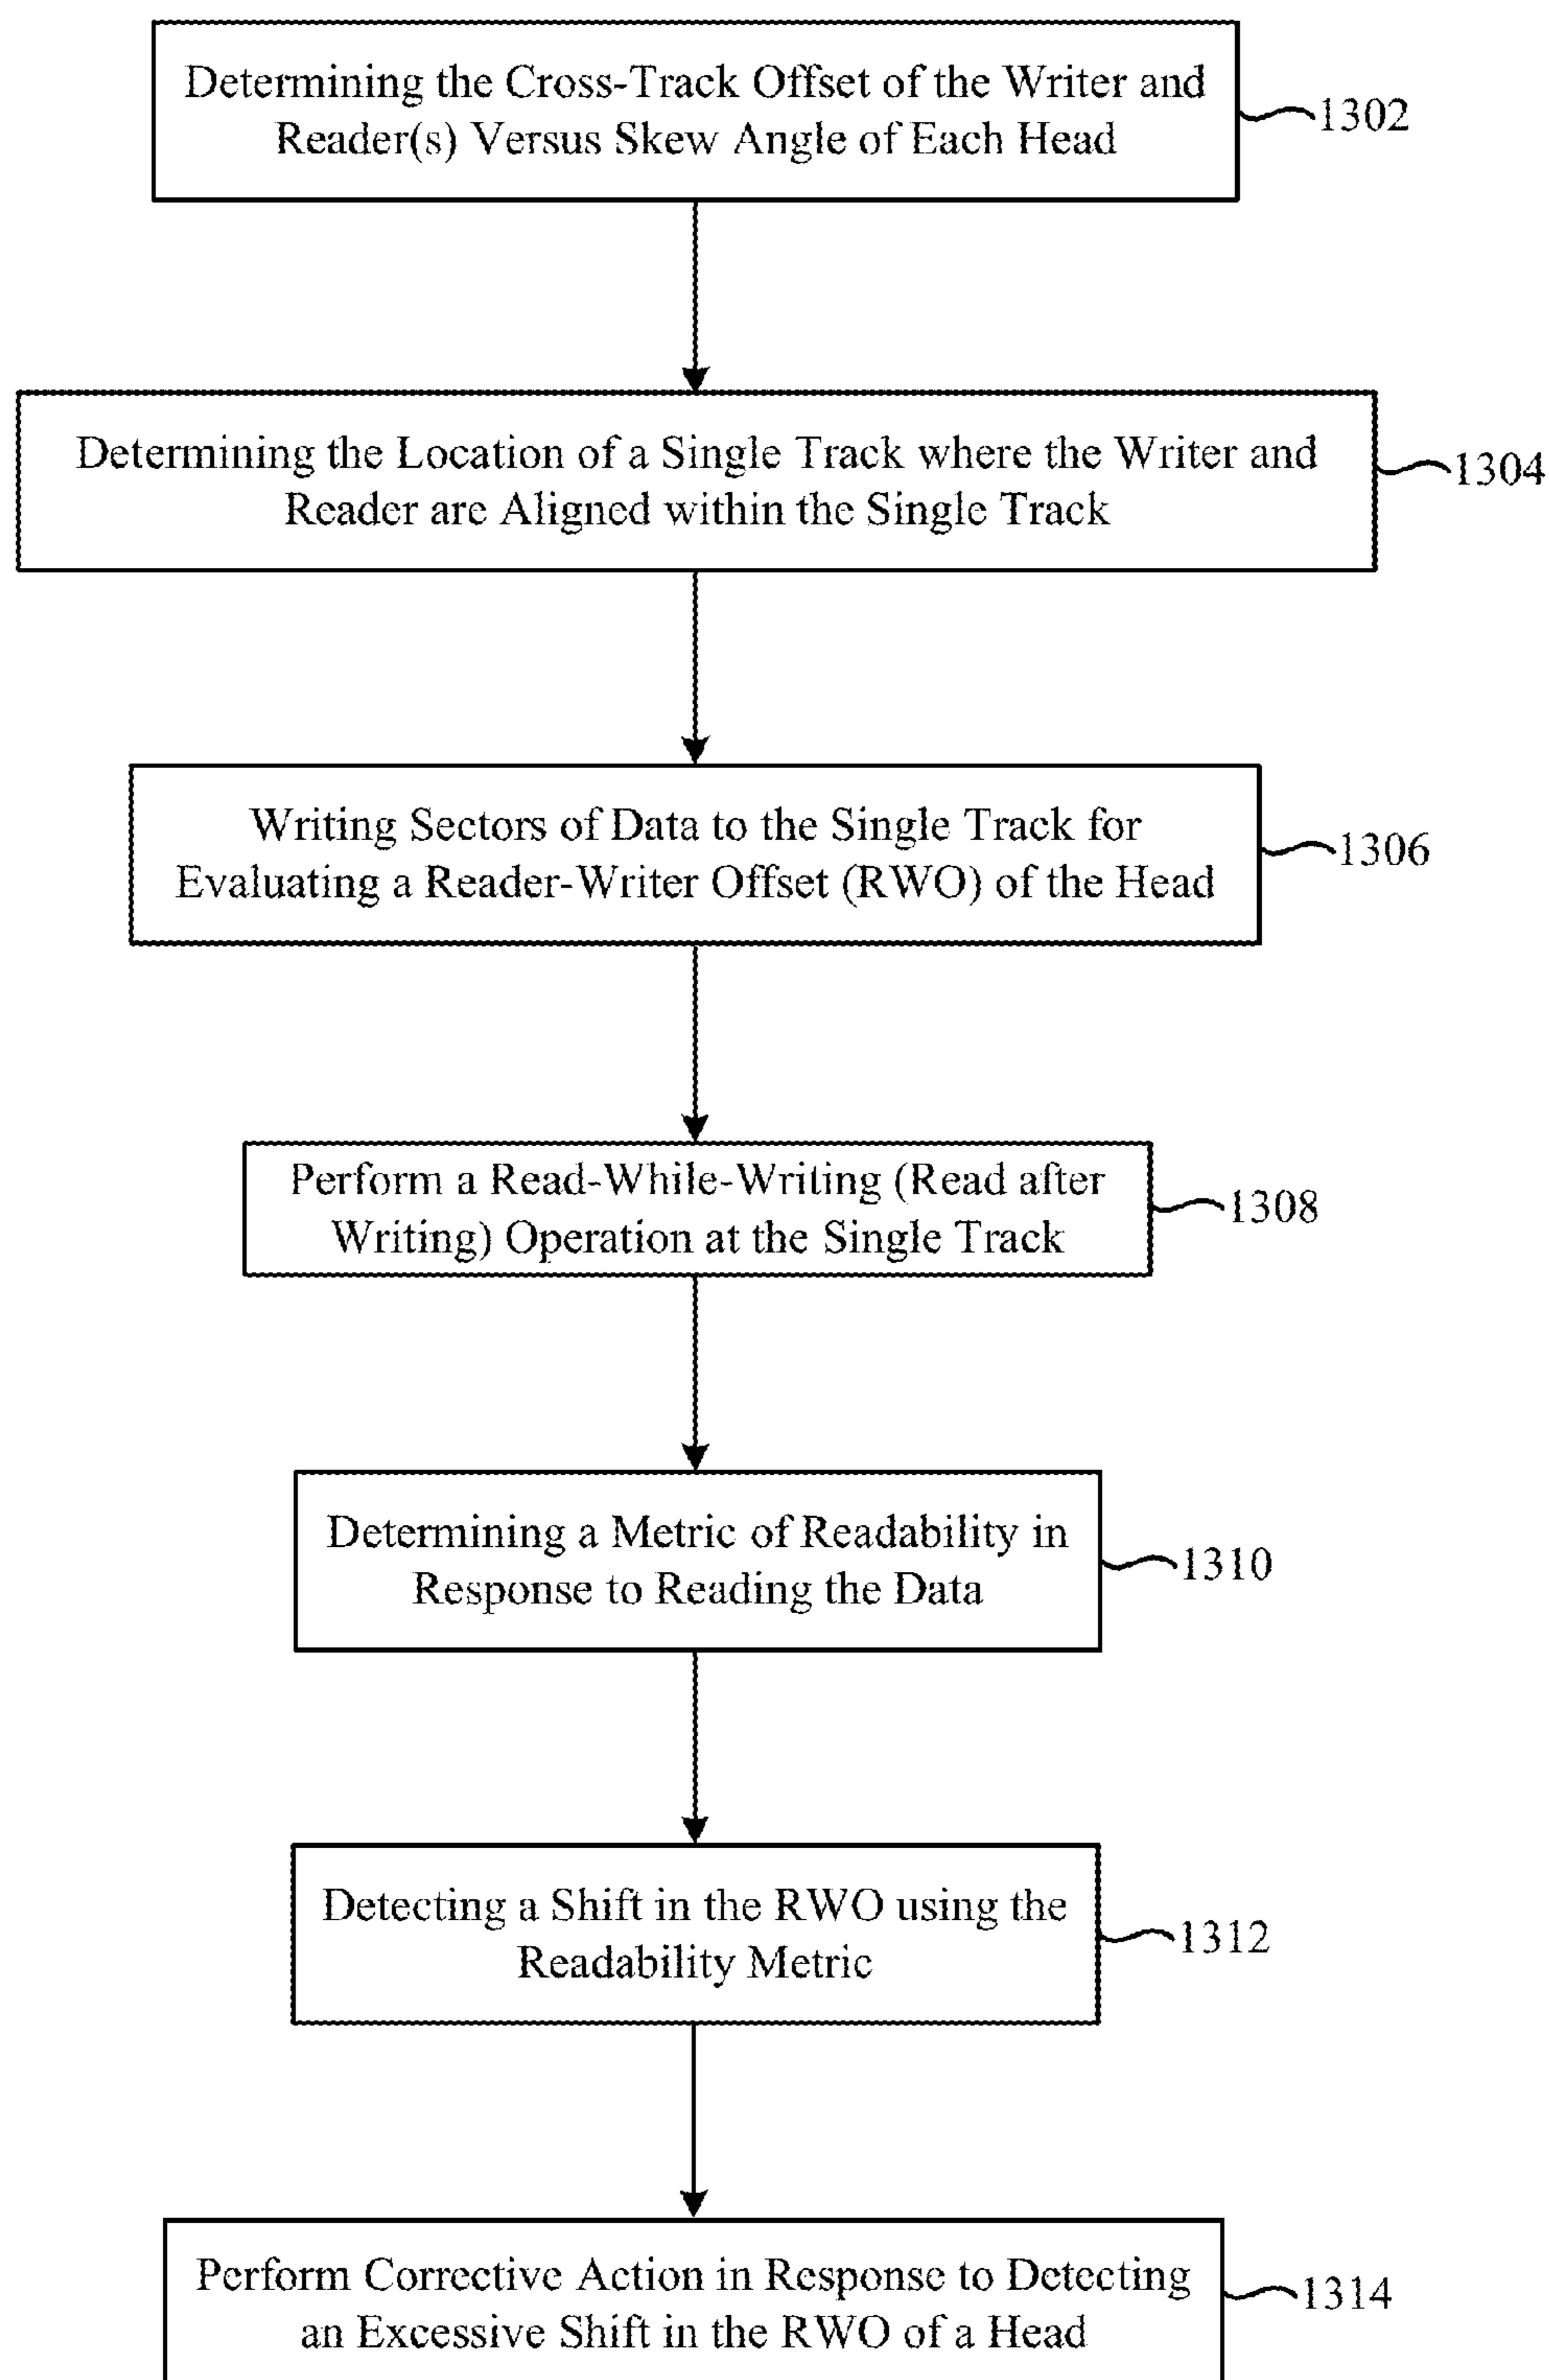 Determining the Cross-Track Offset of the Writer and
Reader(s) Versus Skew Angle of Each Head
1302
Determining the Location of a Single Track where the Writer and
Reader are Aligned within the Single Track
1304
Writing Sectors of Data to the Single Track for
Evaluating a Reader-Writer Offset (RWO) of the Head
1306
Perform a Read-While-Writing (Read after
Writing) Operation at the Single Track
1308
Determining a Metric of Readability in
Response to Reading the Data
1310
Detecting a Shift in the RWO using the
Readability Metric
1312
Perform Corrective Action in Response to Detecting
an Excessive Shift in the RWO of a Head
1314